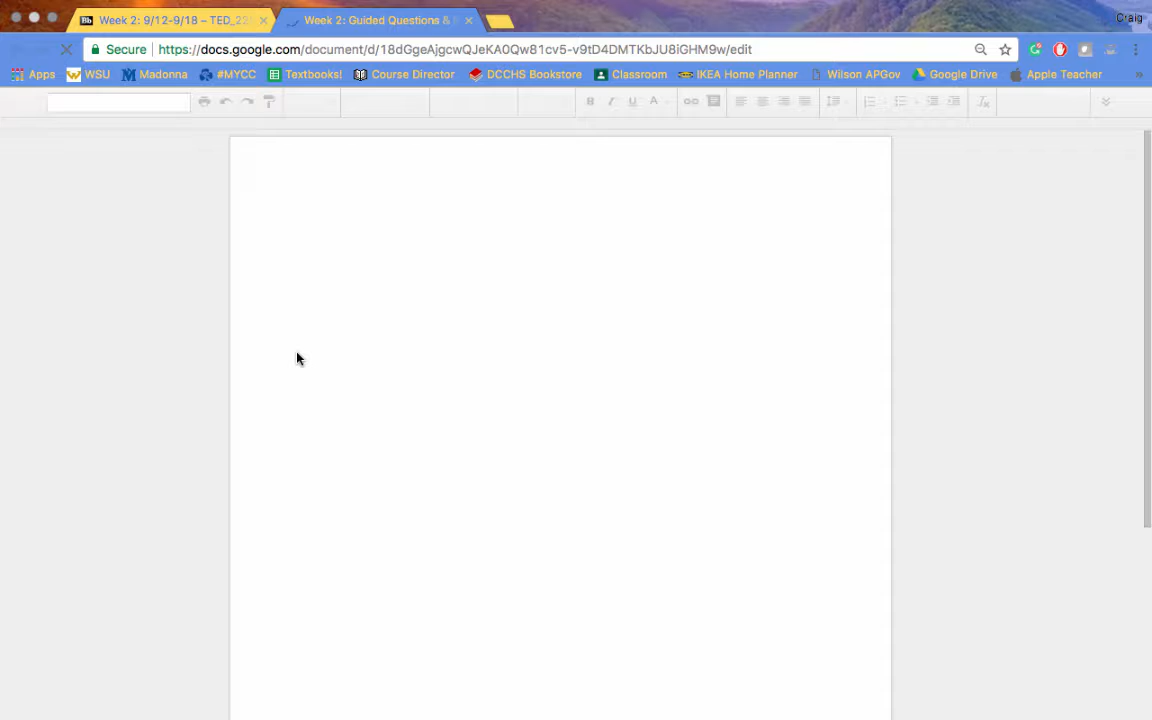 Craig
Bb Week 2: 9/12-9/18 – TED_22
Week 2: Guided Questions &
Secure https://docs.google.com/document/d/18dGgeAjgcwQJeKA0Qw81cv5-v9tD4DMTKbJU8iGHM9w/edit
Apps WSU Madonna #MYCC Textbooks! Course Director DCCHS Bookstore Classroom IKEA Home Planner Wilson APGov Google Drive Apple Teacher »
B I U A